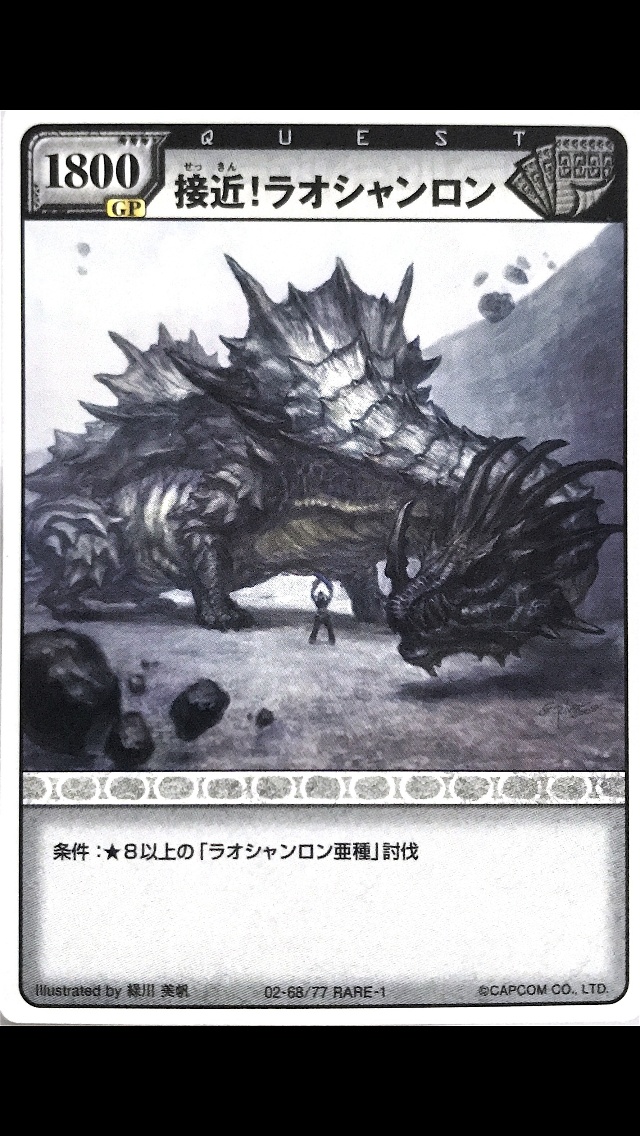 QUEST
1800
GP
せっ きん
接近!ラオシャンロン
条件:★8以上の「ラオシャンロン亜種」討伐
Illustrated by 緑川 美帆
02-68/77 RARE-1
©CAPCOM CO., LTD.